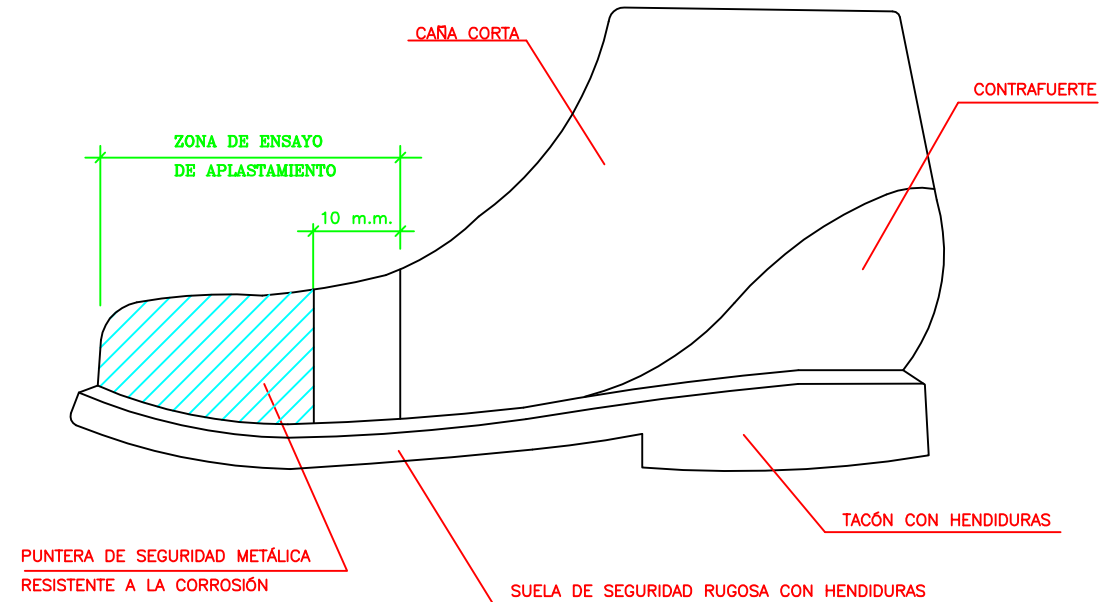 CAÑA CORTA
CONTRAFUERTE
ZONA DE ENSAYO
DE APLASTAMIENTO
10 m.m.
TACÓN CON HENDIDURAS
PUNTERA DE SEGURIDAD METÁLICA
RESISTENTE A LA CORROSIÓN
SUELA DE SEGURIDAD RUGOSA CON HENDIDURAS